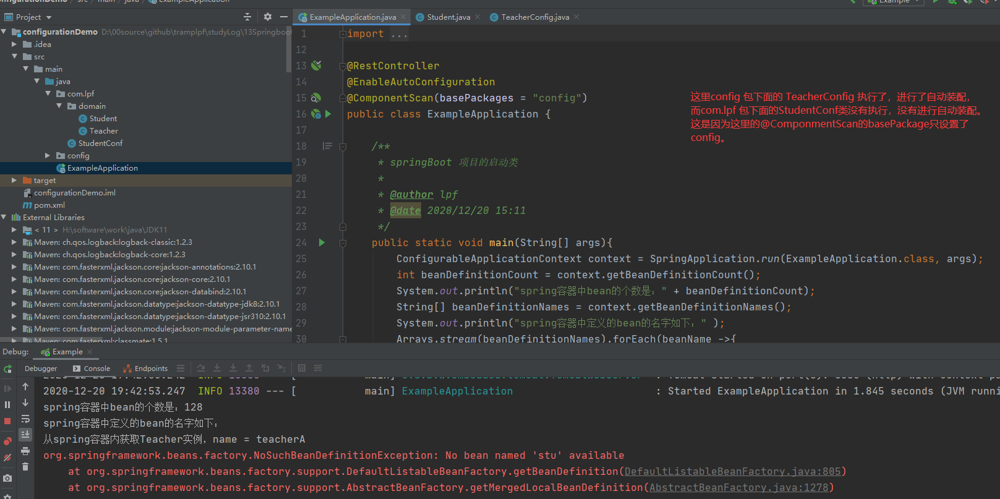 configurationDemo src main java ExampleApplication
Example
Project
ExampleApplication.java
Student.java
TeacherConfig.java
configurationDemo D:\00source\github\tramplpf\studyLog\13Springboot
.idea
src
main
java
com.lpf
domain
Student
Teacher
StudentConf
config
ExampleApplication
target
configurationDemo.iml
pom.xml
External Libraries
< 11 > H:\software\work\java\JDK11
Maven: ch.qos.logback:logback-classic:1.2.3
Maven: ch.qos.logback:logback-core:1.2.3
Maven: com.fasterxml.jackson.core:jackson-annotations:2.10.1
Maven: com.fasterxml.jackson.core:jackson-core:2.10.1
Maven: com.fasterxml.jackson.core:jackson-databind:2.10.1
Maven: com.fasterxml.jackson.datatype:jackson-datatype-jdk8:2.10.1
Maven: com.fasterxml.jackson.datatype:jackson-datatype-jsr310:2.10.1
Maven: com.fasterxml.jackson.module:jackson-module-parameter-name
Maven: com.fasterxml:classmate:1.5.1
1 import ...
12
13 @RestController
14 @EnableAutoConfiguration
15 @ComponentScan(basePackages = "config")
16 public class ExampleApplication {
17
18 /**
19 * springBoot 项目的启动类
20 *
21 * @author lpf
22 * @date 2020/12/20 15:11
23 */
24 public static void main(String[] args){
25 ConfigurableApplicationContext context = SpringApplication.run(ExampleApplication.class, args);
26 int beanDefinitionCount = context.getBeanDefinitionCount();
27 System.out.println("spring容器中bean的个数是：" + beanDefinitionCount);
28 String[] beanDefinitionNames = context.getBeanDefinitionNames();
29 System.out.println("spring容器中定义的bean的名字如下：" );
30 Arrays.stream(beanDefinitionNames).forEach(beanName ->{
这里config 包下面的 TeacherConfig 执行了，进行了自动装配，
而com.lpf 包下面的StudentConf类没有执行，没有进行自动装配。
这是因为这里的@ComponmentScan的basePackage只设置了
config。
Debug: Example
Debugger Console Endpoints
2020-12-20 19:42:53.247 INFO 13380 --- [ main] ExampleApplication : Started ExampleApplication in 1.845 seconds (JVM runni
spring容器中bean的个数是：128
spring容器中定义的bean的名字如下：
从spring容器内获取Teacher实例，name = teacherA
org.springframework.beans.factory.NoSuchBeanDefinitionException: No bean named 'stu' available
at org.springframework.beans.factory.support.DefaultListableBeanFactory.getBeanDefinition(DefaultListableBeanFactory.java:805)
at org.springframework.beans.factory.support.AbstractBeanFactory.getMergedLocalBeanDefinition(AbstractBeanFactory.java:1278)